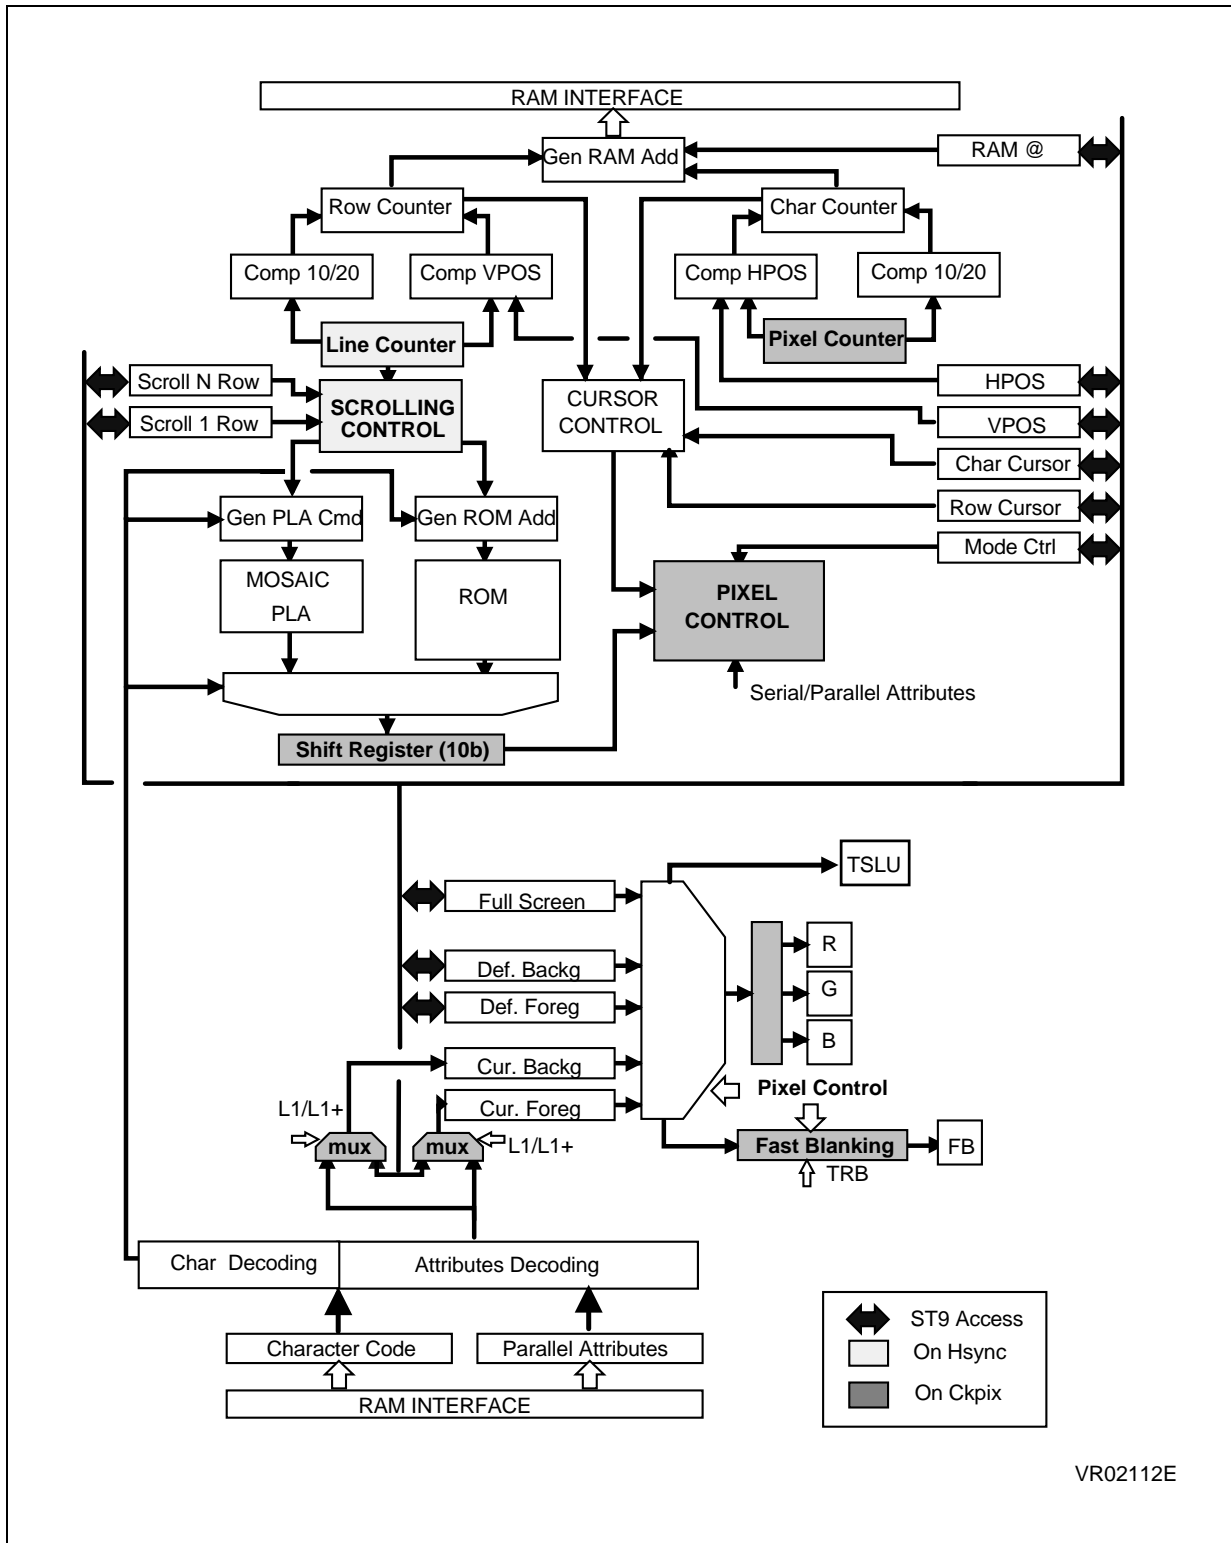 RAM INTERFACE
Gen RAM Add
RAM @
Row Counter
Char Counter
Comp 10/20
Comp VPOS
Comp HPOS
Comp 10/20
Line Counter
Pixel Counter
Scroll N Row
Scroll 1 Row
SCROLLING
CONTROL
CURSOR
CONTROL
HPOS
VPOS
Char Cursor
Row Cursor
Mode Ctrl
Gen PLA Cmd
Gen ROM Add
MOSAIC
PLA
ROM
PIXEL
CONTROL
Serial/Parallel Attributes
Shift Register (10b)
TSLU
Full Screen
Def. Backg
Def. Foreg
Cur. Backg
Cur. Foreg
R
G
B
Pixel Control
L1/L1+
mux
mux
L1/L1+
Fast Blanking
FB
TRB
Char Decoding
Attributes Decoding
Character Code
Parallel Attributes
RAM INTERFACE
ST9 Access
On Hsync
On Ckpix
VR02112E